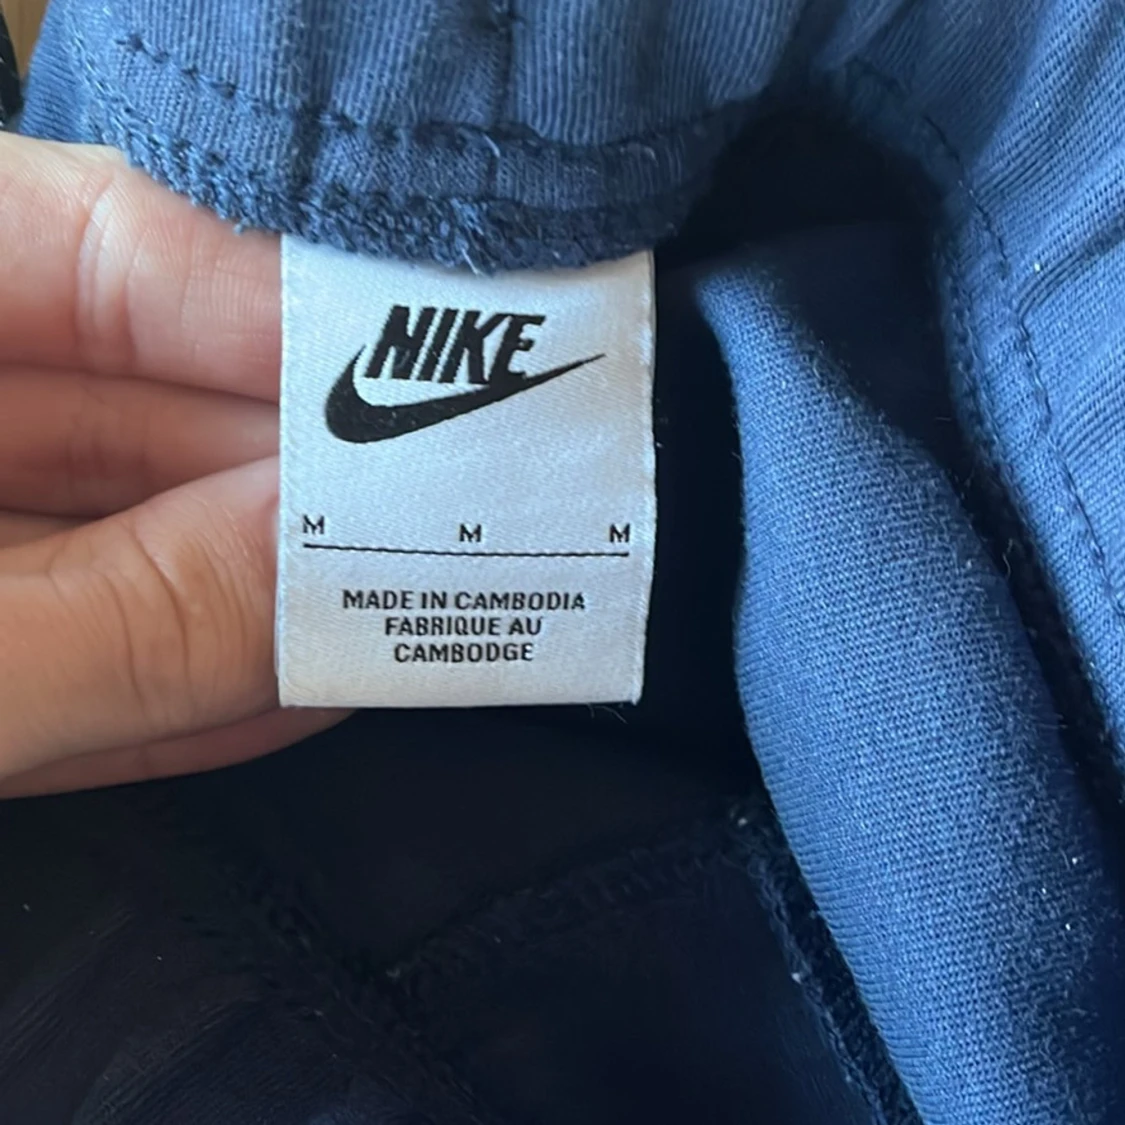 NIKE
M M M
MADE IN CAMBODIA
FABRIQUE AU
CAMBODGE